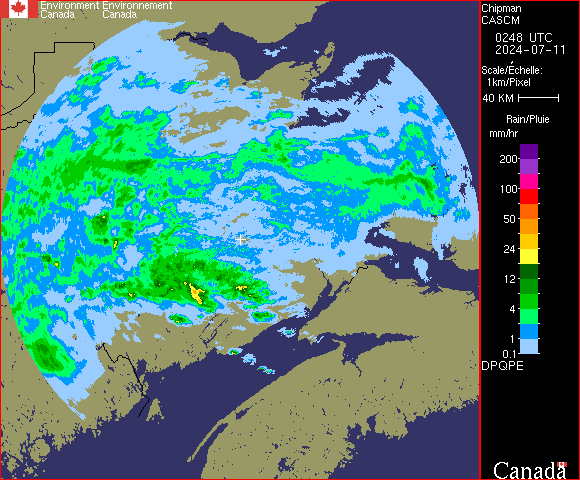 Environment Environnement
Canada Canada
Chipman
CASCM
0248 UTC
2024-07-11
Scale/Échelle:
1km/Pixel
40 KM
Rain/Pluie
mm/hr
200
100
50
24
12
4
1
0.1
DPQPE
Canada